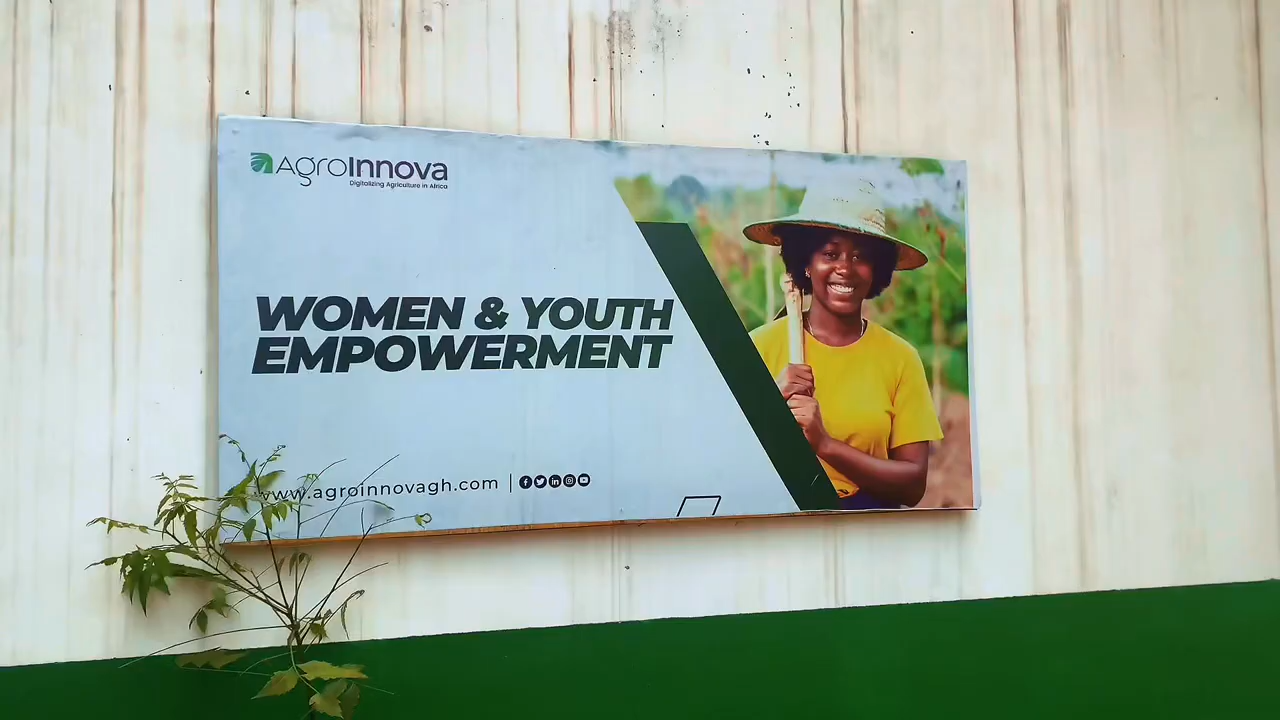 AgroInnova
Digitalizing Agriculture in Africa
WOMEN & YOUTH
EMPOWERMENT
www.agroinnovagh.com